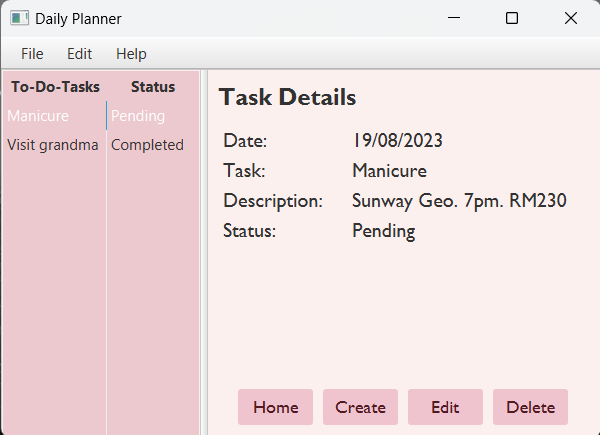 Daily Planner
File Edit Help
To-Do-Tasks Status
Manicure Pending
Visit grandma Completed
Task Details
Date: 19/08/2023
Task: Manicure
Description: Sunway Geo. 7pm. RM230
Status: Pending
Home Create Edit Delete